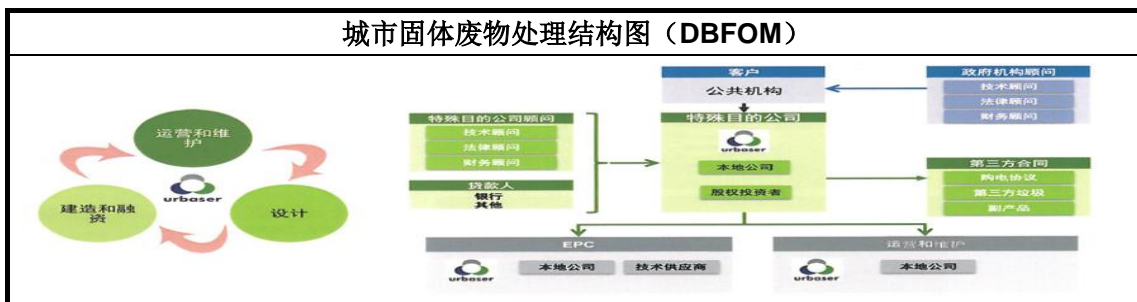 城市固体废物处理结构图（DBFOM）
运营和维
护
urbaser
建造和融
资
设计
客户
公共机构
政府机构顾问
技术顾问
法律顾问
财务顾问
特殊目的公司顾问
技术顾问
法律顾问
财务顾问
贷款人
银行
其他
特殊目的公司
urbaser
本地公司
股权投资者
第三方合同
购电协议
第三方垃圾
副产品
EPC
urbaser
本地公司
技术供应商
运营和维护
urbaser
本地公司